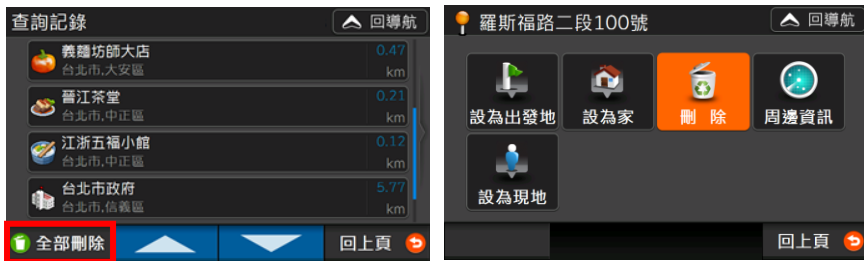 查詢記錄
回導航
義麵坊師大店
0.47
台北市,大安區
km
晉江茶堂
0.21
台北市,中正區
km
江浙五福小館
0.12
台北市,中正區
km
台北市政府
5.77
台北市,信義區
km
全部刪除
回上頁
羅斯福路二段100號
回導航
設為出發地
設為家
刪 除
周邊資訊
設為現地
回上頁